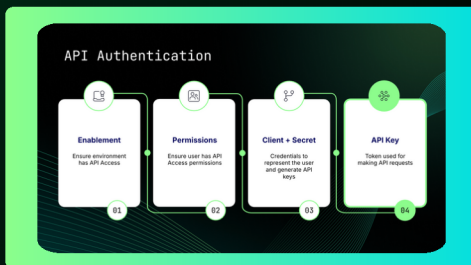 API Authentication
Enablement
Ensure environment
has API Access
01
Permissions
Ensure user has API
Access permissions
02
Client + Secret
Credentials to
represent the user
and generate API
keys
03
API Key
Token used for
making API requests
04